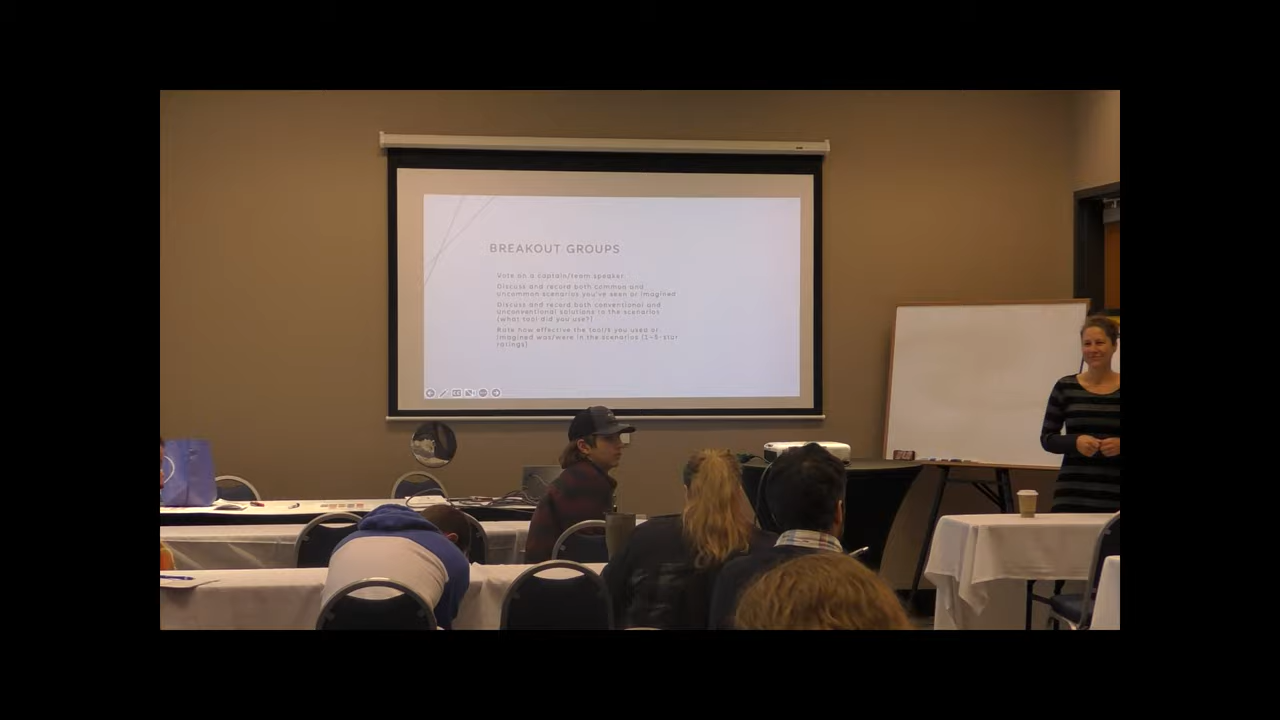 BREAKOUT GROUPS
Vote on a captain/team speaker.
Discuss and record both common and
uncommon scenarios you've seen or imagined
Discuss and record both conventional and
unconventional solutions to the scenarios
(what tool did you use?)
Rate how effective the tool/s you used or
imagined was/were in the scenarios (1-5-star
ratings)